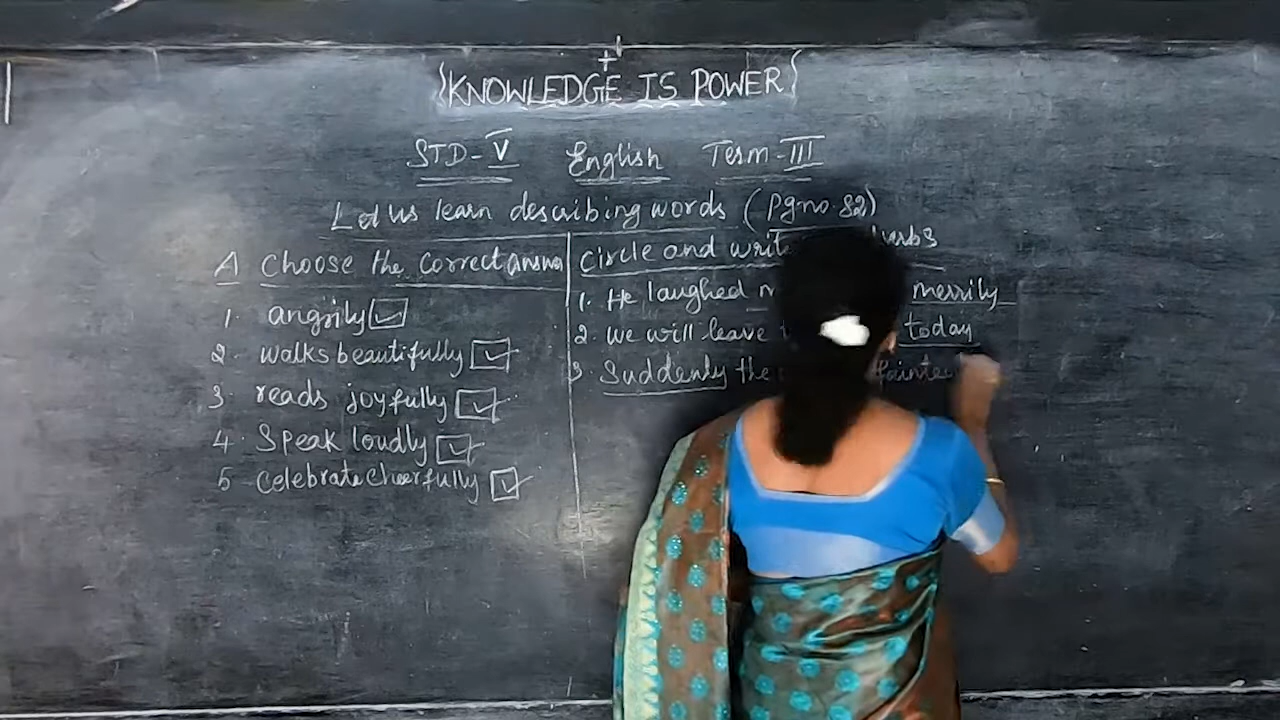 KNOWLEDGE IS POWER
STD-V English Term-III
Let us learn describing words (Pg no. 82)
A Choose the correct answer
1. angrily
2. walks beautifully
3. reads joyfully
4. Speak loudly
5 celebrate cheerfully
Circle and write
1. He laughed merrily
2. We will leave today
3. Suddenly the